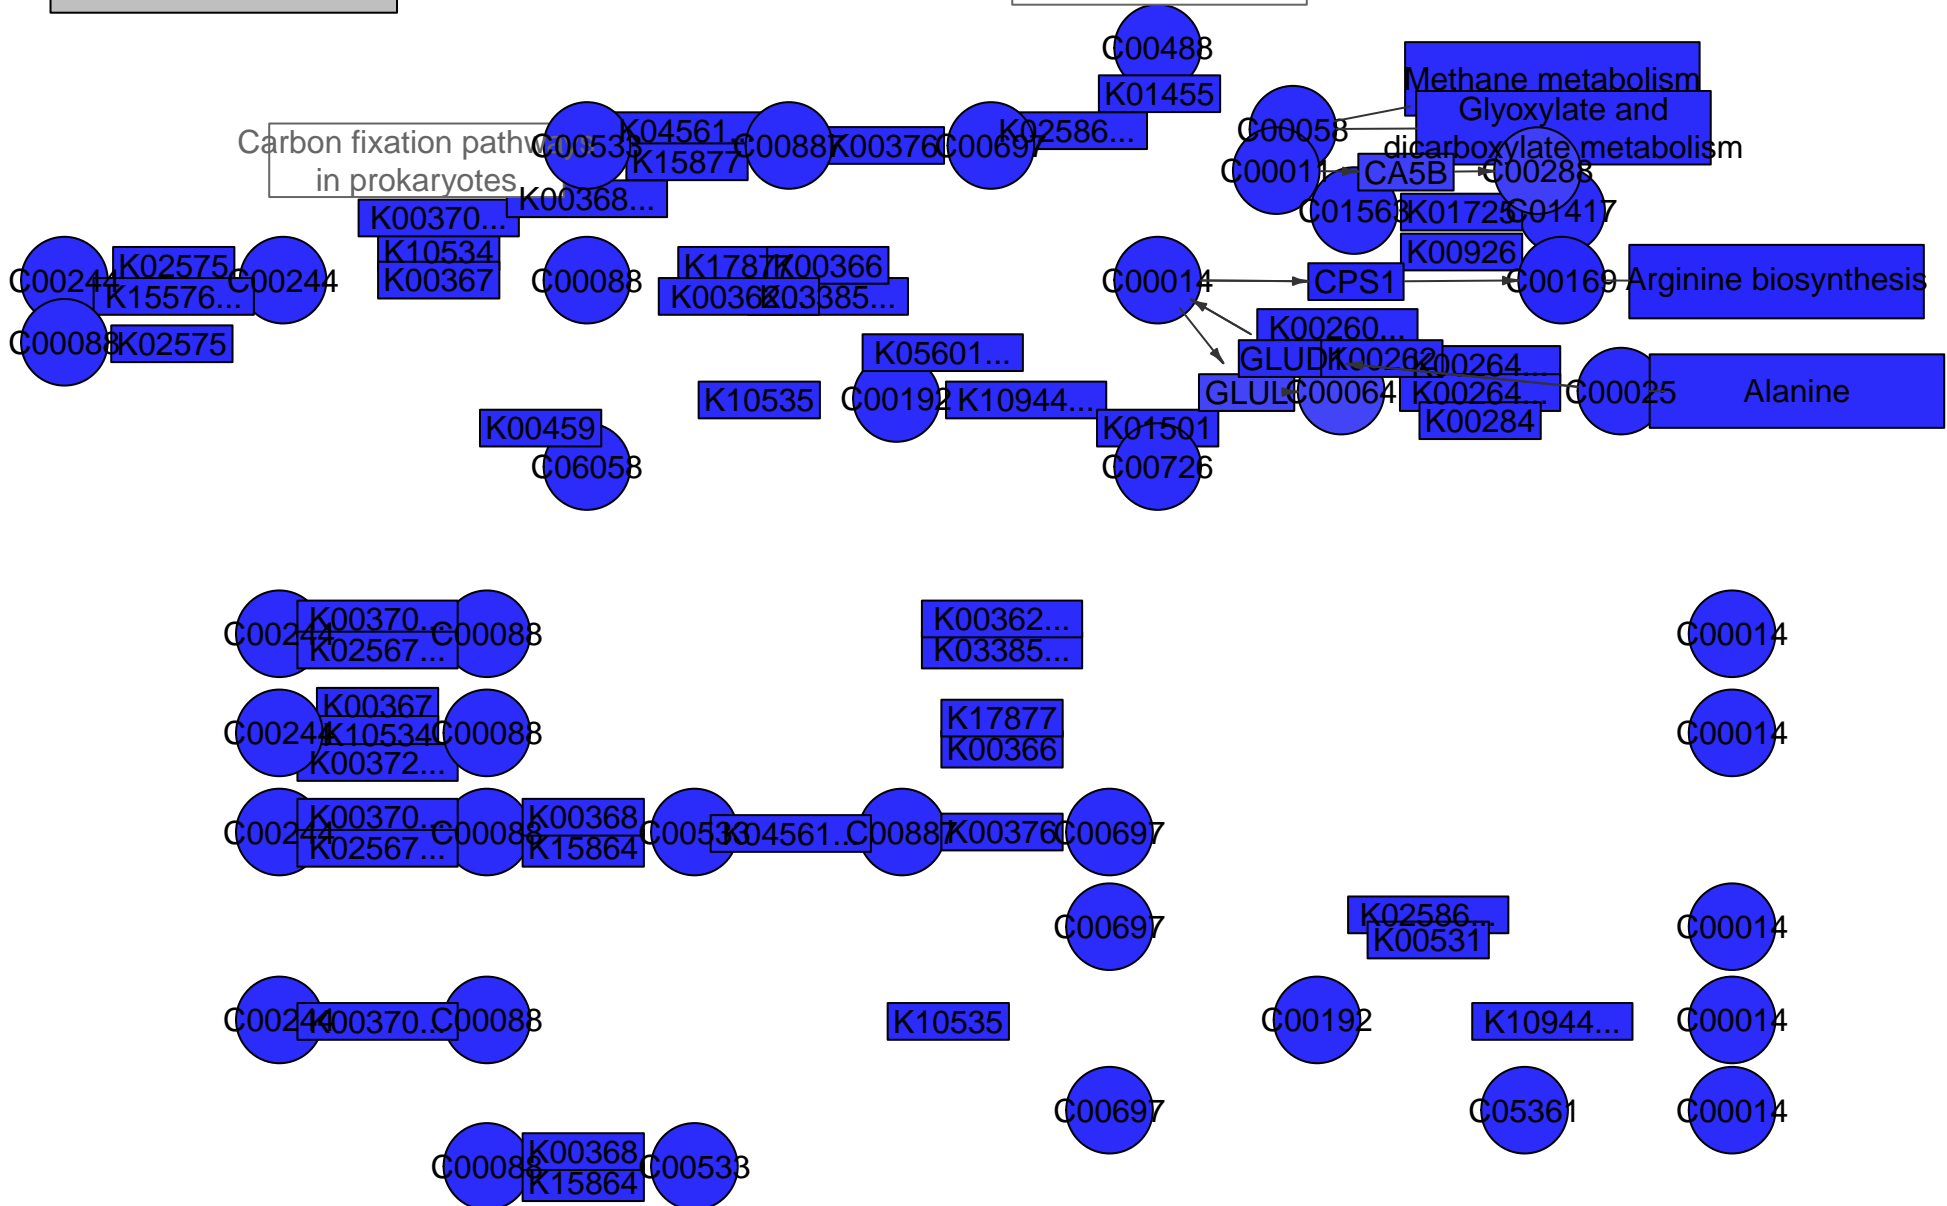 C00488
K01455
Methane metabolism
Glyoxylate and
dicarboxylate metabolism
C00058
Carbon fixation pathways
in prokaryotes
C00533
K04561...
K15877
C00887
K00376
C00697
K02586...
C00011
CA5B
C00288
C01563
K01725
C01417
K00368...
K00370...
K10534
K00367
K00926
C00244
K02575
K15576...
C00244
C00088
K17877
K00366
K00362...
K03385...
C00014
CPS1
C00169
Arginine biosynthesis
C00088
K02575
K00260...
K05601...
K00262
K00264...
K10535
C00192
K10944...
GLUL
C00064
K00264...
K00284
C00025
Alanine
K00459
K01501
C06058
C00726
C00244
K00370...
K02567...
C00088
K00362...
K03385...
C00014
K00367
C00244
K10534
K00372...
C00088
K17877
K00366
C00014
C00244
K00370...
K02567...
C00088
K00368
K15864
C00533
K04561...
C00887
K00376
C00697
C00697
K02586...
K00531
C00014
C00244
K00370...
C00088
K10535
C00192
K10944...
C00014
C00697
C05361
C00014
C00088
K00368
K15864
C00533